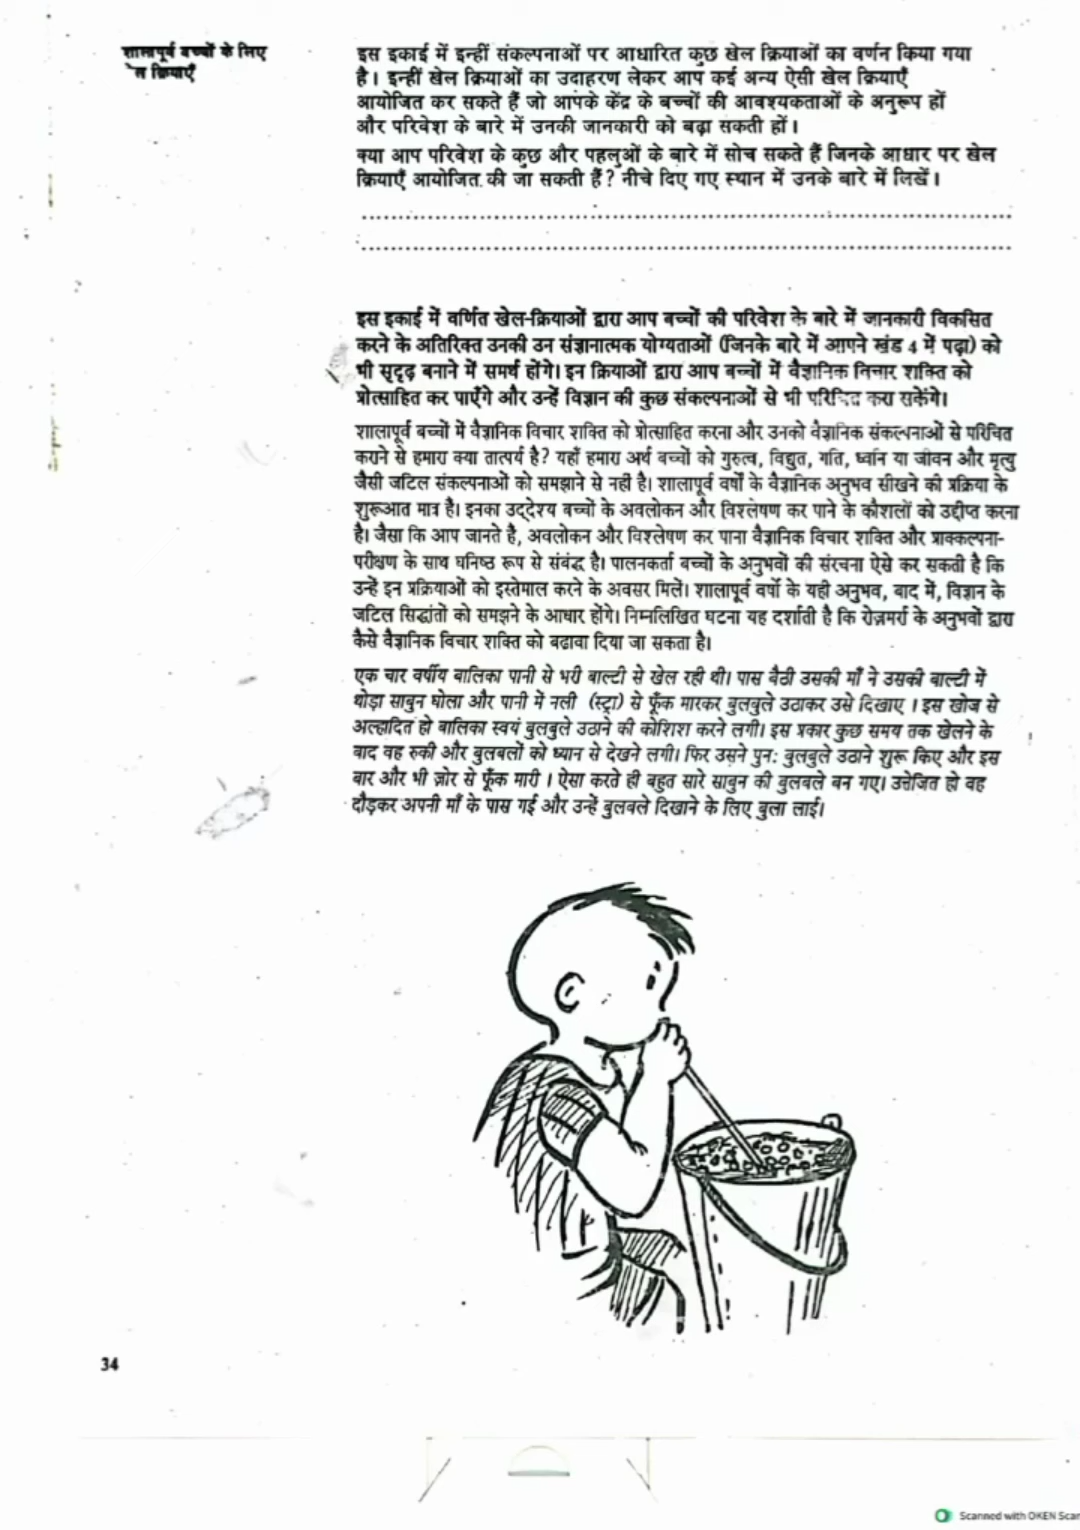 शालापूर्व बच्चों के लिए
खेल क्रियाएँ
इस इकाई में इन्हीं संकल्पनाओं पर आधारित कुछ खेल क्रियाओं का वर्णन किया गया
है। इन्हीं खेल क्रियाओं का उदाहरण लेकर आप कई अन्य ऐसी खेल क्रियाएँ
आयोजित कर सकते हैं जो आपके केंद्र के बच्चों की आवश्यकताओं के अनुरूप हों
और परिवेश के बारे में उनकी जानकारी को बढ़ा सकती हों।
क्या आप परिवेश के कुछ और पहलुओं के बारे में सोच सकते हैं जिनके आधार पर खेल
क्रियाएँ आयोजित की जा सकती हैं? नीचे दिए गए स्थान में उनके बारे में लिखें।
इस इकाई में वर्णित खेल-क्रियाओं द्वारा आप बच्चों की परिवेश के बारे में जानकारी विकसित
करने के अतिरिक्त उनकी उन संज्ञानात्मक योग्यताओं (जिनके बारे में आपने खंड 4 में पढ़ा) को
भी सुदृढ़ बनाने में समर्थ होंगे। इन क्रियाओं द्वारा आप बच्चों में वैज्ञानिक विचार शक्ति को
प्रोत्साहित कर पाएँगे और उन्हें विज्ञान की कुछ संकल्पनाओं से भी परिचित करा सकेंगे।
शालापूर्व बच्चों में वैज्ञानिक विचार शक्ति को प्रोत्साहित करना और उनको वैज्ञानिक संकल्पनाओं से परिचित
कराने से हमारा क्या तात्पर्य है? यहाँ हमारा अर्थ बच्चों को गुरुत्व, विद्युत, गति, ध्वनि या जीवन और मृत्यु
जैसी जटिल संकल्पनाओं को समझाने से नही है। शालापूर्व वर्षों के वैज्ञानिक अनुभव सीखने की प्रक्रिया के
शुरूआत मात्र है। इनका उद्देश्य बच्चों के अवलोकन और विश्लेषण कर पाने के कौशलों को उद्दीप्त करना
है। जैसा कि आप जानते है, अवलोकन और विश्लेषण कर पाना वैज्ञानिक विचार शक्ति और प्राक्कल्पना-
परीक्षण के साथ घनिष्ठ रूप से संबंद्ध है। पालनकर्ता बच्चों के अनुभवों की संरचना ऐसे कर सकती है कि
उन्हें इन प्रक्रियाओं को इस्तेमाल करने के अवसर मिलें। शालापूर्व वर्षो के यही अनुभव, बाद में, विज्ञान के
जटिल सिद्धांतों को समझने के आधार होंगे। निम्नलिखित घटना यह दर्शाती है कि रोज़मर्रा के अनुभवों द्वारा
कैसे वैज्ञानिक विचार शक्ति को बढावा दिया जा सकता है।
एक चार वर्षीय बालिका पानी से भरी बाल्टी से खेल रही थी। पास बैठी उसकी माँ ने उसकी बाल्टी में
थोड़ा साबुन घोला और पानी में नली (स्ट्रा) से फूँक मारकर बुलबुले उठाकर उसे दिखाए । इस खोज से
अल्हादित हो बालिका स्वयं बुलबुले उठाने की कोशिश करने लगी। इस प्रकार कुछ समय तक खेलने के
बाद वह रुकी और बुलबलों को ध्यान से देखने लगी। फिर उसने पुनः बुलबुले उठाने शुरू किए और इस
बार और भी ज़ोर से फूँक मारी । ऐसा करते ही बहुत सारे साबुन की बुलबले बन गए। उत्तेजित हो वह
दौड़कर अपनी माँ के पास गई और उन्हें बुलबले दिखाने के लिए बुला लाई।
34
Scanned with OKEN Scan